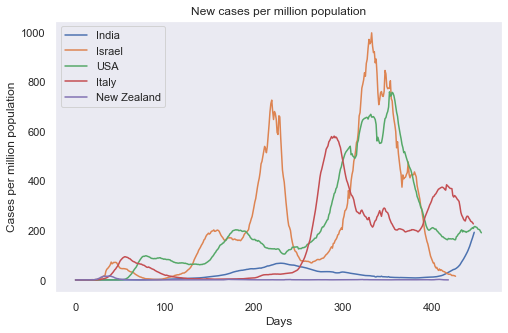 New cases per million population
India
Israel
USA
Italy
New Zealand
Cases per million population
1000
800
600
400
200
0
0 100 200 300 400
Days